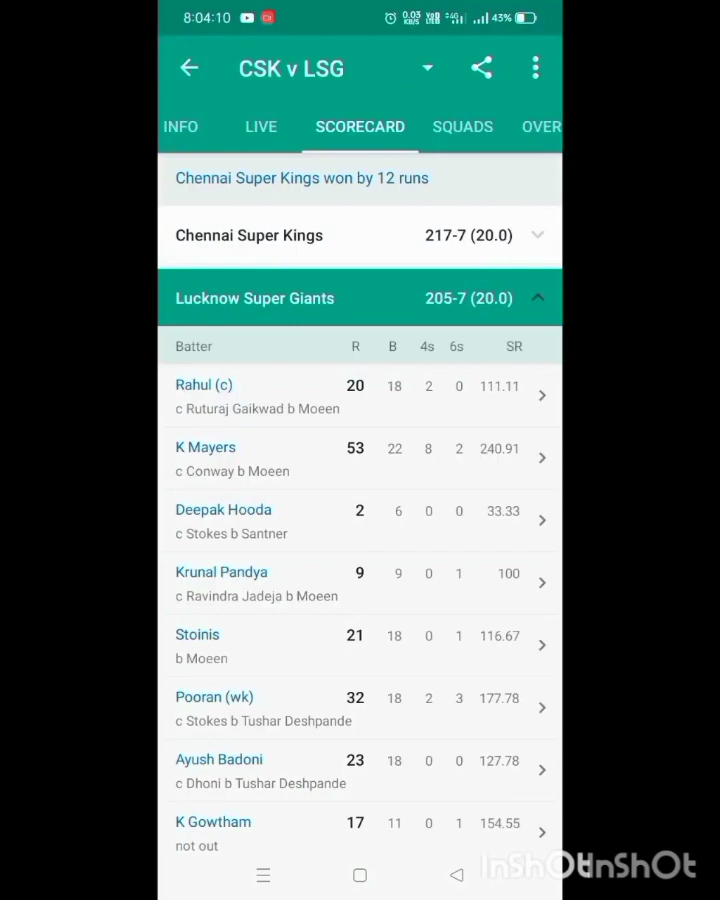 8:04:10 0.03 KB/S 4G 43%
CSK v LSG
INFO LIVE SCORECARD SQUADS OVER
Chennai Super Kings won by 12 runs
Chennai Super Kings 217-7 (20.0)
Lucknow Super Giants 205-7 (20.0)
Batter R B 4s 6s SR
Rahul (c) 20 18 2 0 111.11
c Ruturaj Gaikwad b Moeen
K Mayers 53 22 8 2 240.91
c Conway b Moeen
Deepak Hooda 2 6 0 0 33.33
c Stokes b Santner
Krunal Pandya 9 9 0 1 100
c Ravindra Jadeja b Moeen
Stoinis 21 18 0 1 116.67
b Moeen
Pooran (wk) 32 18 2 3 177.78
c Stokes b Tushar Deshpande
Ayush Badoni 23 18 0 0 127.78
c Dhoni b Tushar Deshpande
K Gowtham 17 11 0 1 154.55
not out
InShOt InShOt